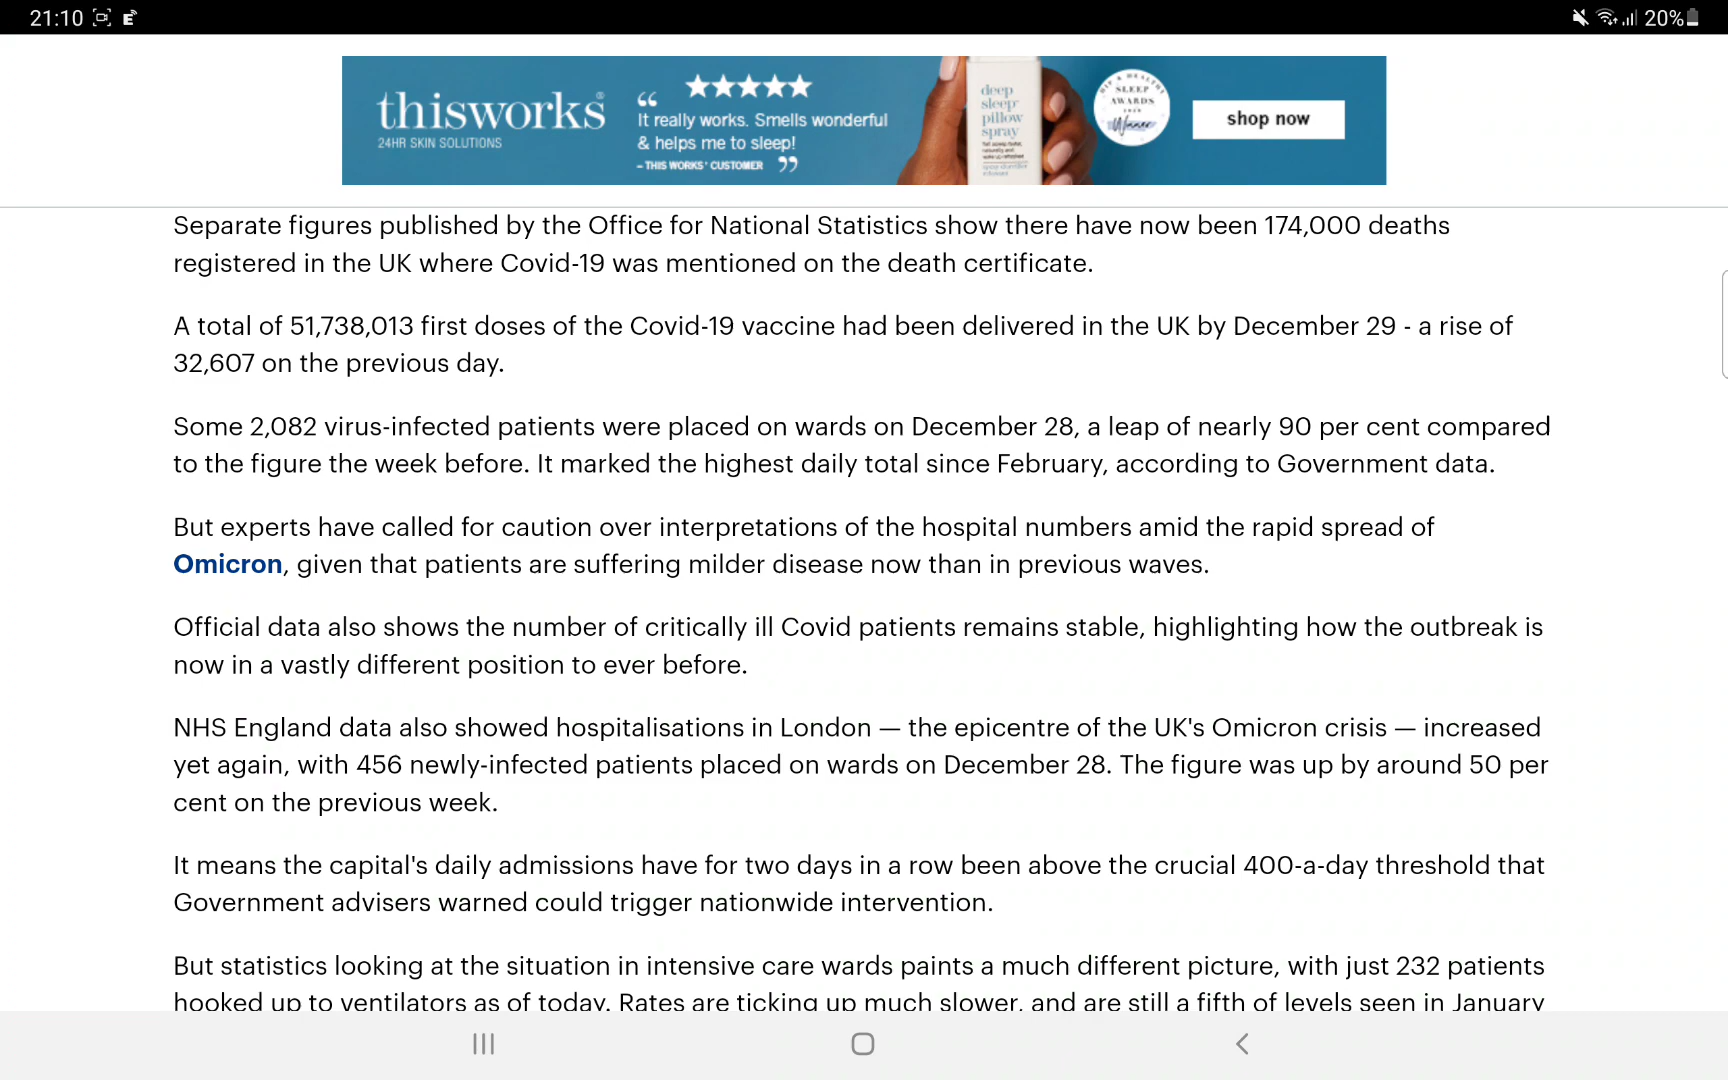 21:10
20%
thisworks®
24HR SKIN SOLUTIONS
“ It really works. Smells wonderful
& helps me to sleep!
- THIS WORKS' CUSTOMER ”
deep
sleep
pillow
spray
SLEEP
AWARDS
Winner
shop now
Separate figures published by the Office for National Statistics show there have now been 174,000 deaths
registered in the UK where Covid-19 was mentioned on the death certificate.
A total of 51,738,013 first doses of the Covid-19 vaccine had been delivered in the UK by December 29 - a rise of
32,607 on the previous day.
Some 2,082 virus-infected patients were placed on wards on December 28, a leap of nearly 90 per cent compared
to the figure the week before. It marked the highest daily total since February, according to Government data.
But experts have called for caution over interpretations of the hospital numbers amid the rapid spread of
Omicron, given that patients are suffering milder disease now than in previous waves.
Official data also shows the number of critically ill Covid patients remains stable, highlighting how the outbreak is
now in a vastly different position to ever before.
NHS England data also showed hospitalisations in London — the epicentre of the UK's Omicron crisis — increased
yet again, with 456 newly-infected patients placed on wards on December 28. The figure was up by around 50 per
cent on the previous week.
It means the capital's daily admissions have for two days in a row been above the crucial 400-a-day threshold that
Government advisers warned could trigger nationwide intervention.
But statistics looking at the situation in intensive care wards paints a much different picture, with just 232 patients
hooked up to ventilators as of today. Rates are ticking up much slower, and are still a fifth of levels seen in January